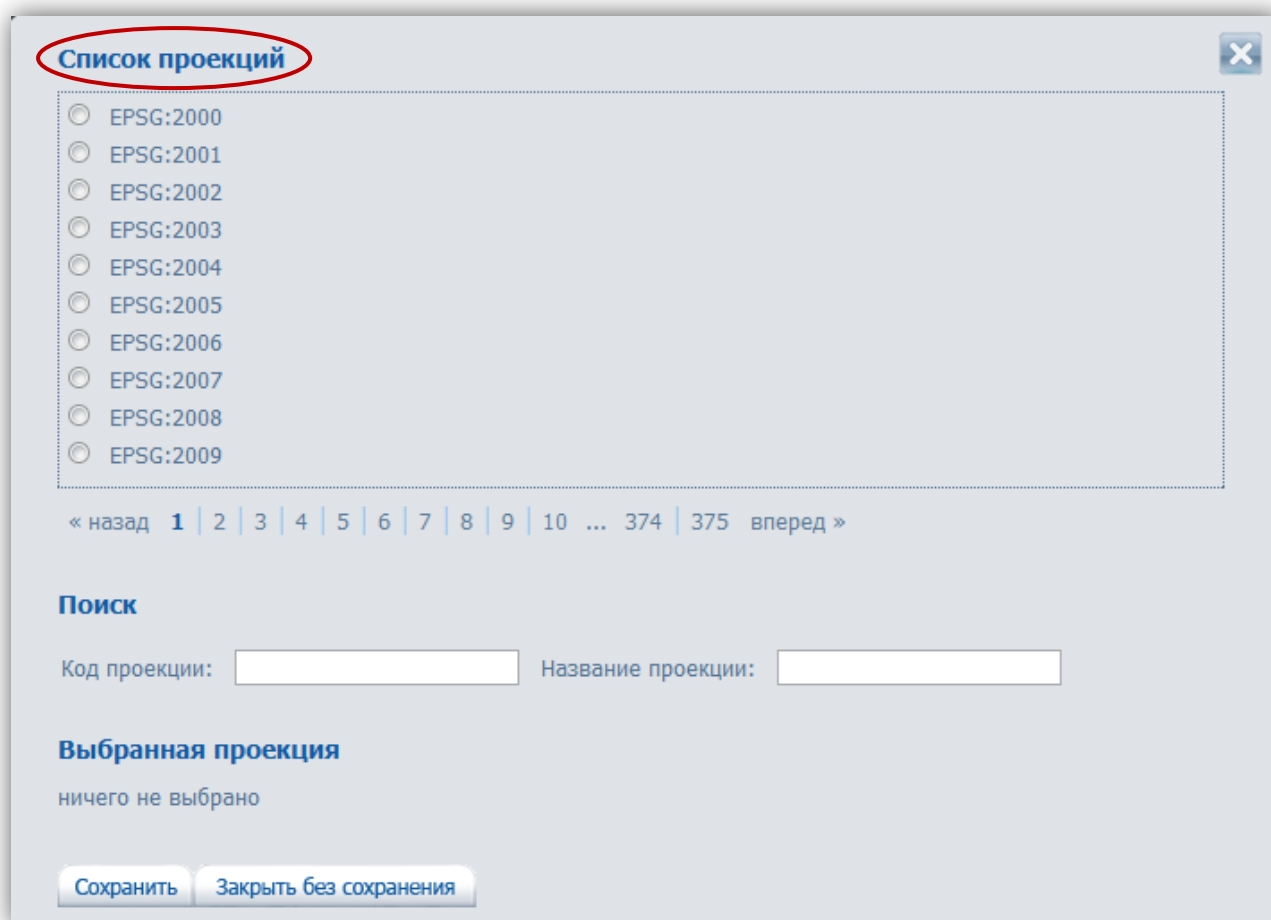 Список проекций
EPSG:2000
EPSG:2001
EPSG:2002
EPSG:2003
EPSG:2004
EPSG:2005
EPSG:2006
EPSG:2007
EPSG:2008
EPSG:2009
« назад 1 | 2 | 3 | 4 | 5 | 6 | 7 | 8 | 9 | 10 ... 374 | 375 вперед »
Поиск
Код проекции: Название проекции:
Выбранная проекция
ничего не выбрано
Сохранить Закрыть без сохранения